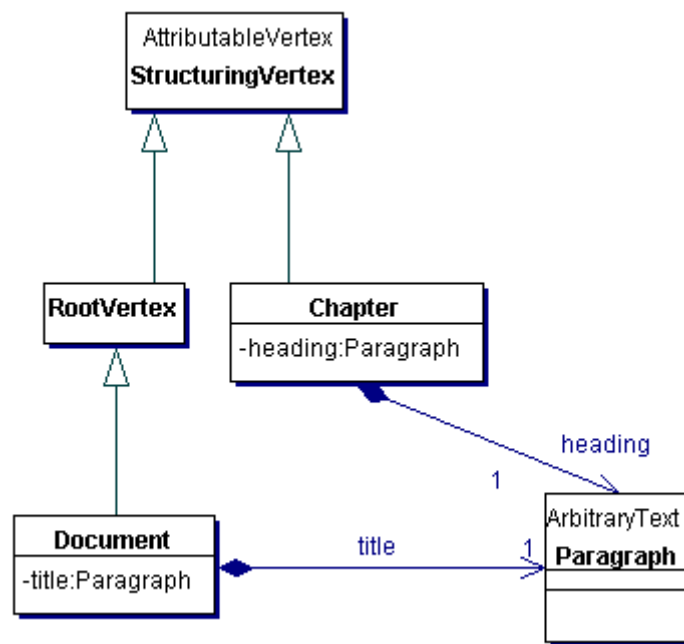 AttributableVertex
StructuringVertex
RootVertex
Chapter
-heading:Paragraph
heading
1
ArbitraryText
Paragraph
Document
-title:Paragraph
title
1